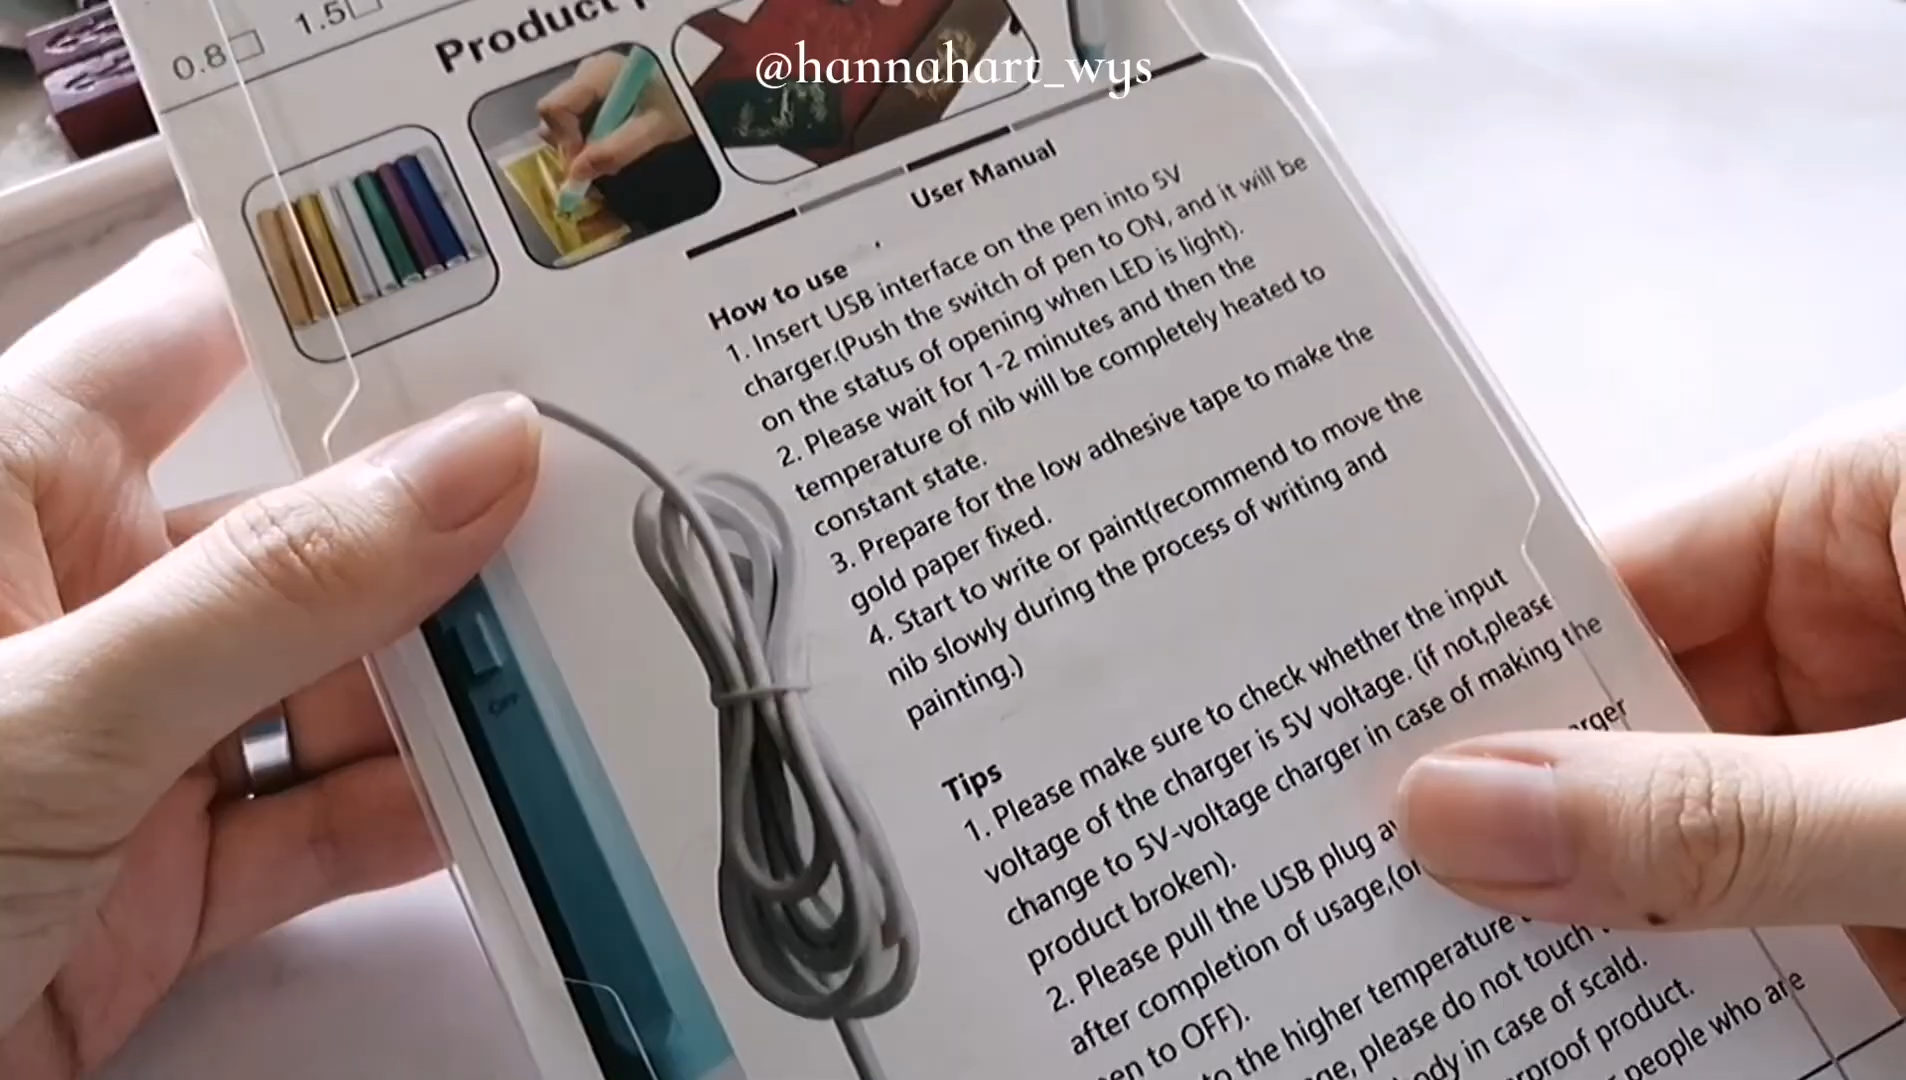 @hannahart_wys
0.8
1.5
Product
User Manual
How to use
1. Insert USB interface on the pen into 5V
charger.(Push the switch of pen to ON, and it will be
on the status of opening when LED is light).
2. Please wait for 1-2 minutes and then the
temperature of nib will be completely heated to
constant state.
3. Prepare for the low adhesive tape to make the
gold paper fixed.
4. Start to write or paint(recommend to move the
nib slowly during the process of writing and
painting.)
OFF
Tips
1. Please make sure to check whether the input
voltage of the charger is 5V voltage. (if not,please
change to 5V-voltage charger in case of making the
product broken).
2. Please pull the USB plug
after completion of usage,
to OFF).
the higher temperature
please do not touch
in case of scald.
product.
people who are